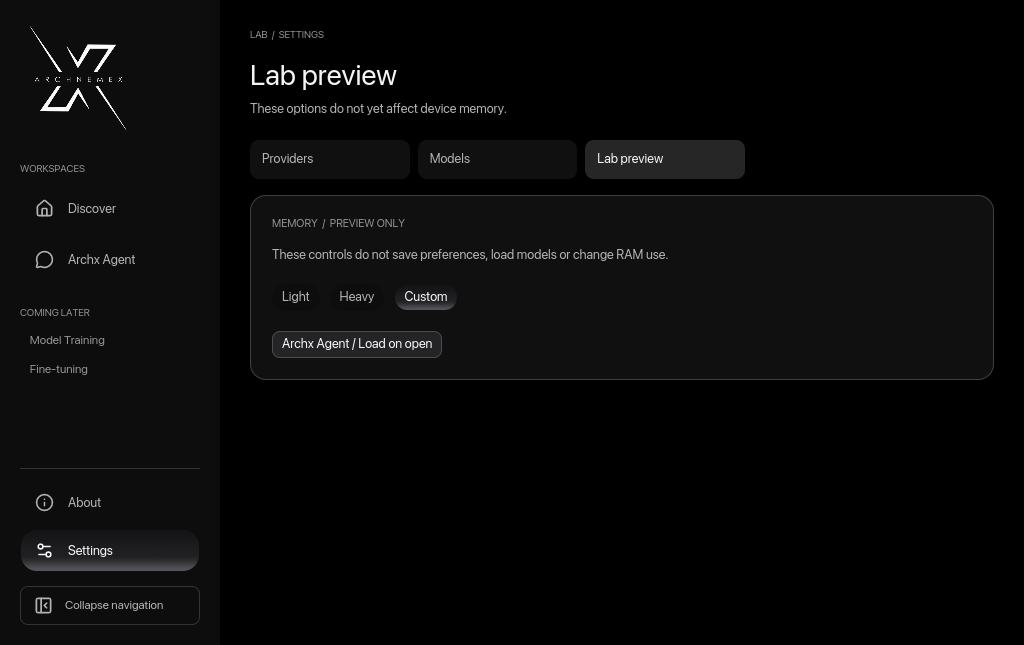 ARCHNEMEX
WORKSPACES
Discover
Archx Agent
COMING LATER
Model Training
Fine-tuning
About
Settings
Collapse navigation
LAB / SETTINGS
Lab preview
These options do not yet affect device memory.
Providers Models Lab preview
MEMORY / PREVIEW ONLY
These controls do not save preferences, load models or change RAM use.
Light Heavy Custom
Archx Agent / Load on open